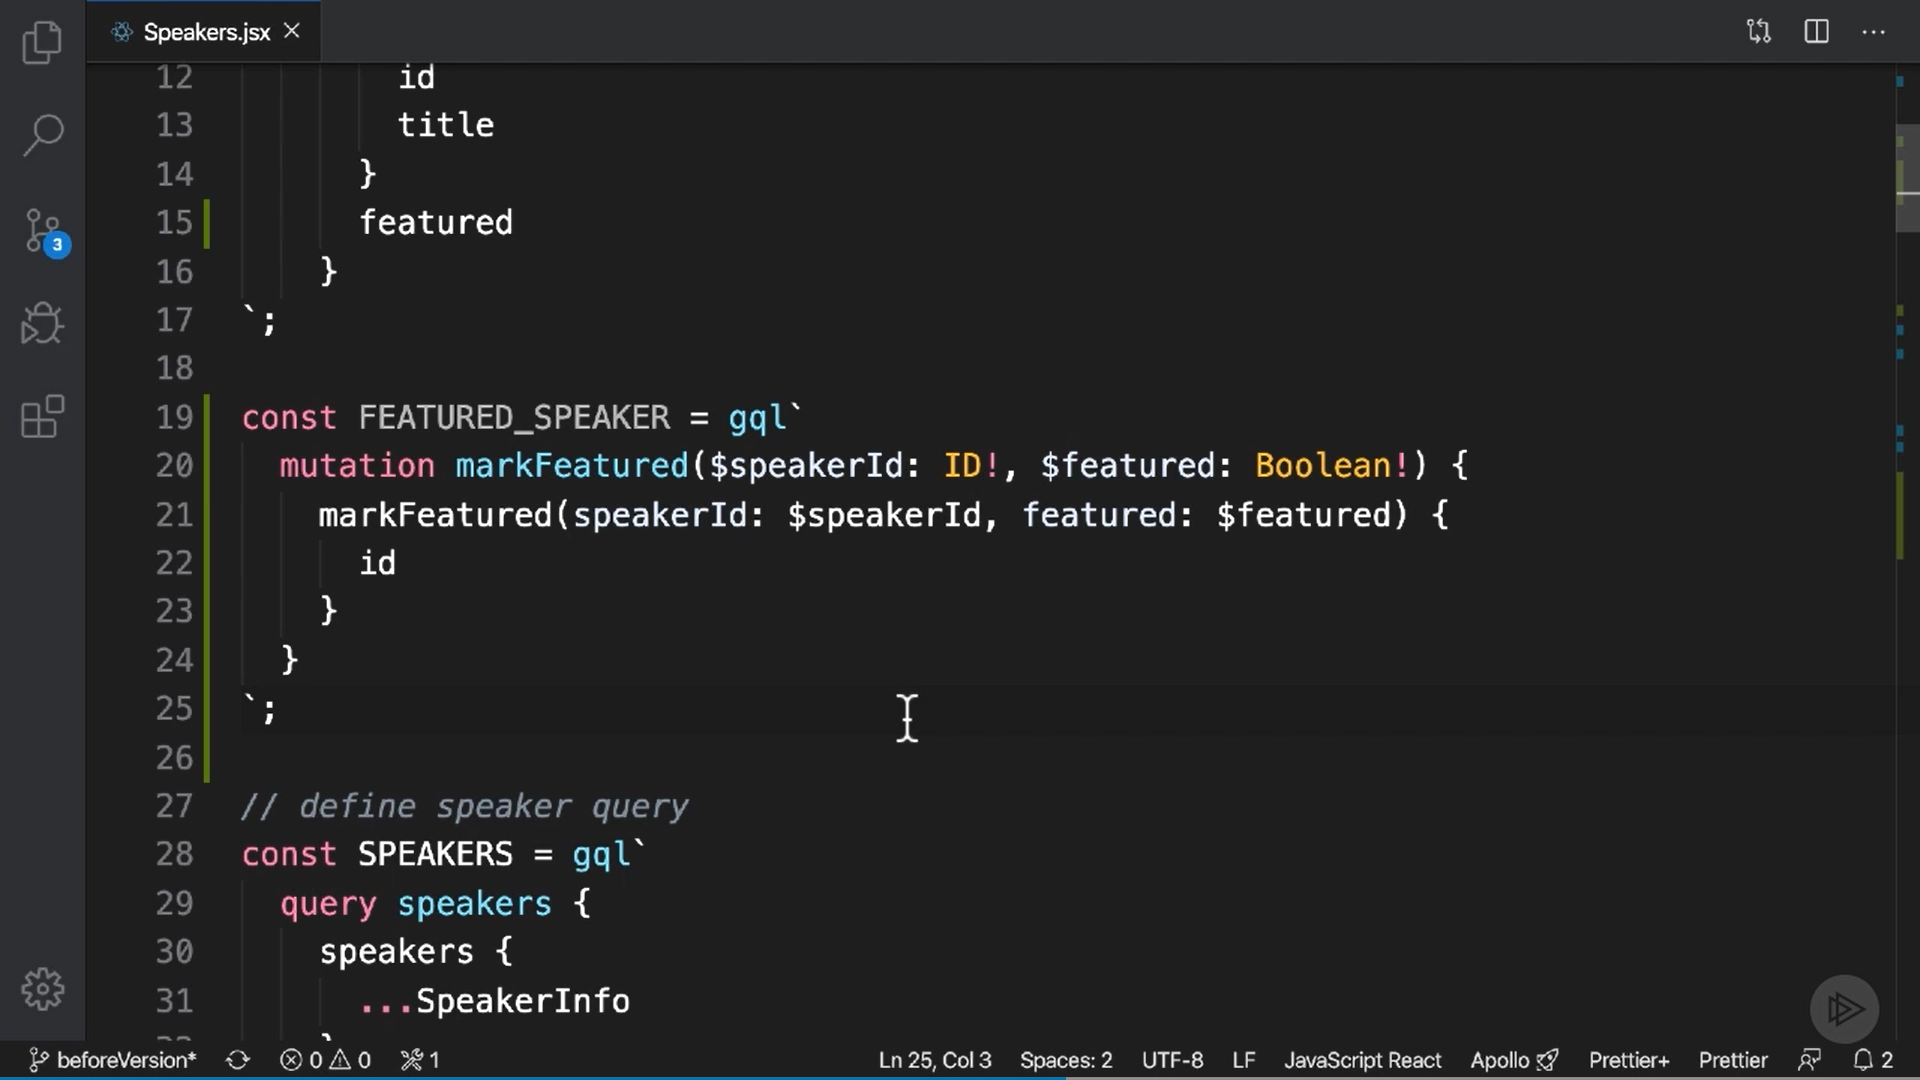 Speakers.jsx
12 id
13 title
14 }
15 featured
16 }
17 `;
18
19 const FEATURED_SPEAKER = gql`
20 mutation markFeatured($speakerId: ID!, $featured: Boolean!) {
21 markFeatured(speakerId: $speakerId, featured: $featured) {
22 id
23 }
24 }
25 `;
26
27 // define speaker query
28 const SPEAKERS = gql`
29 query speakers {
30 speakers {
31 ...SpeakerInfo
3
beforeVersion* 0 0 1 Ln 25, Col 3 Spaces: 2 UTF-8 LF JavaScript React Apollo Prettier+ Prettier 2